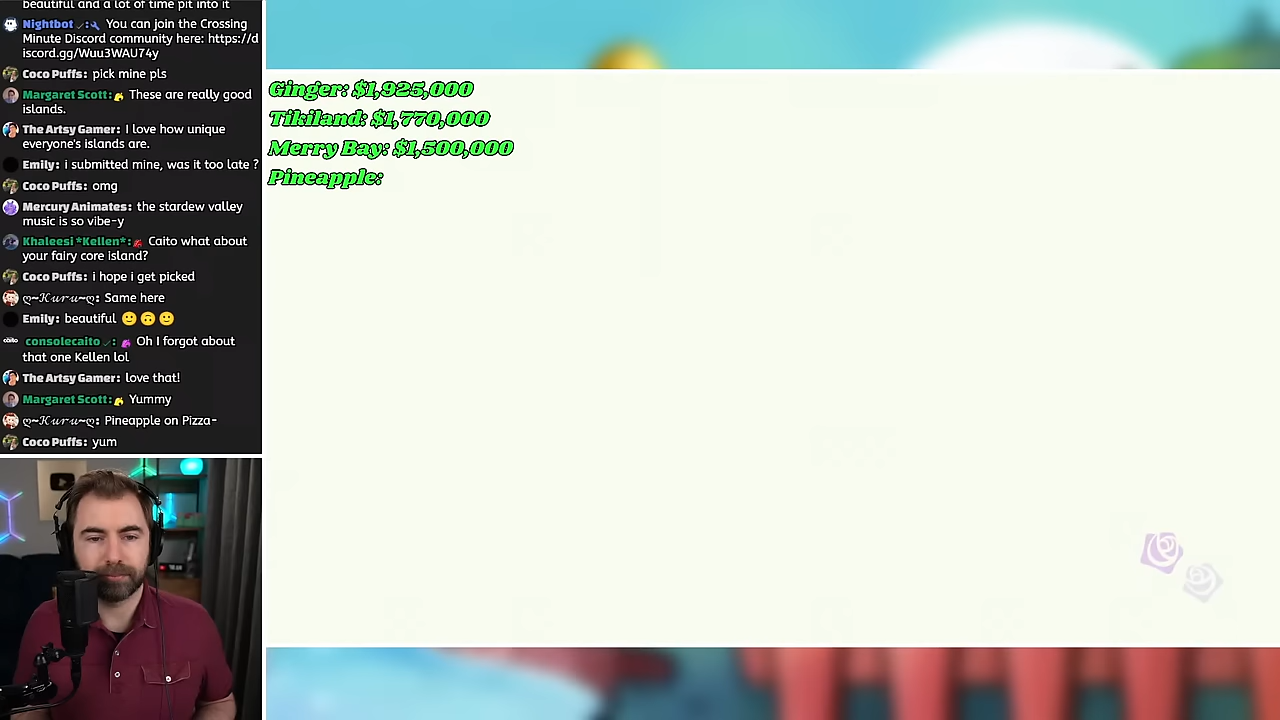 beautiful and a lot of time pit into it
Nightbot: You can join the Crossing
Minute Discord community here: https://d
iscord.gg/Wuu3WAU74y
Coco Puffs: pick mine pls
Margaret Scott: These are really good
islands.
The Artsy Gamer: I love how unique
everyone's islands are.
Emily: i submitted mine, was it too late ?
Coco Puffs: omg
Mercury Animates: the stardew valley
music is so vibe-y
Khaleesi *Kellen*: Caito what about
your fairy core island?
Coco Puffs: i hope i get picked
ღ~𝓚𝓾𝓻𝓾~ღ: Same here
Emily: beautiful 🙂🙃🙂
consolecaito: Oh I forgot about
that one Kellen lol
The Artsy Gamer: love that!
Margaret Scott: Yummy
ღ~𝓚𝓾𝓻𝓾~ღ: Pineapple on Pizza-
Coco Puffs: yum
Ginger: $1,925,000
Tikiland: $1,770,000
Merry Bay: $1,500,000
Pineapple: